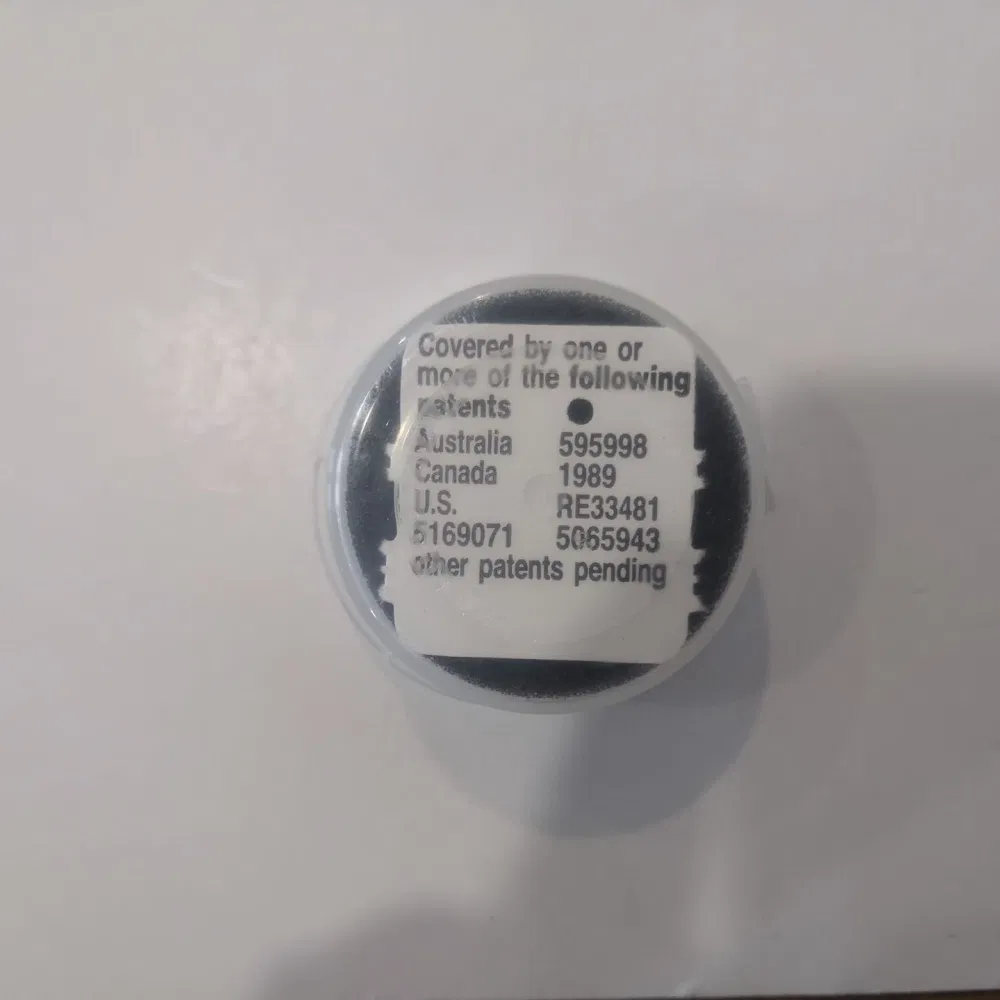 Covered by one or
more of the following
patents ●
Australia 595998
Canada 1989
U.S. RE33481
5169071 5065943
other patents pending